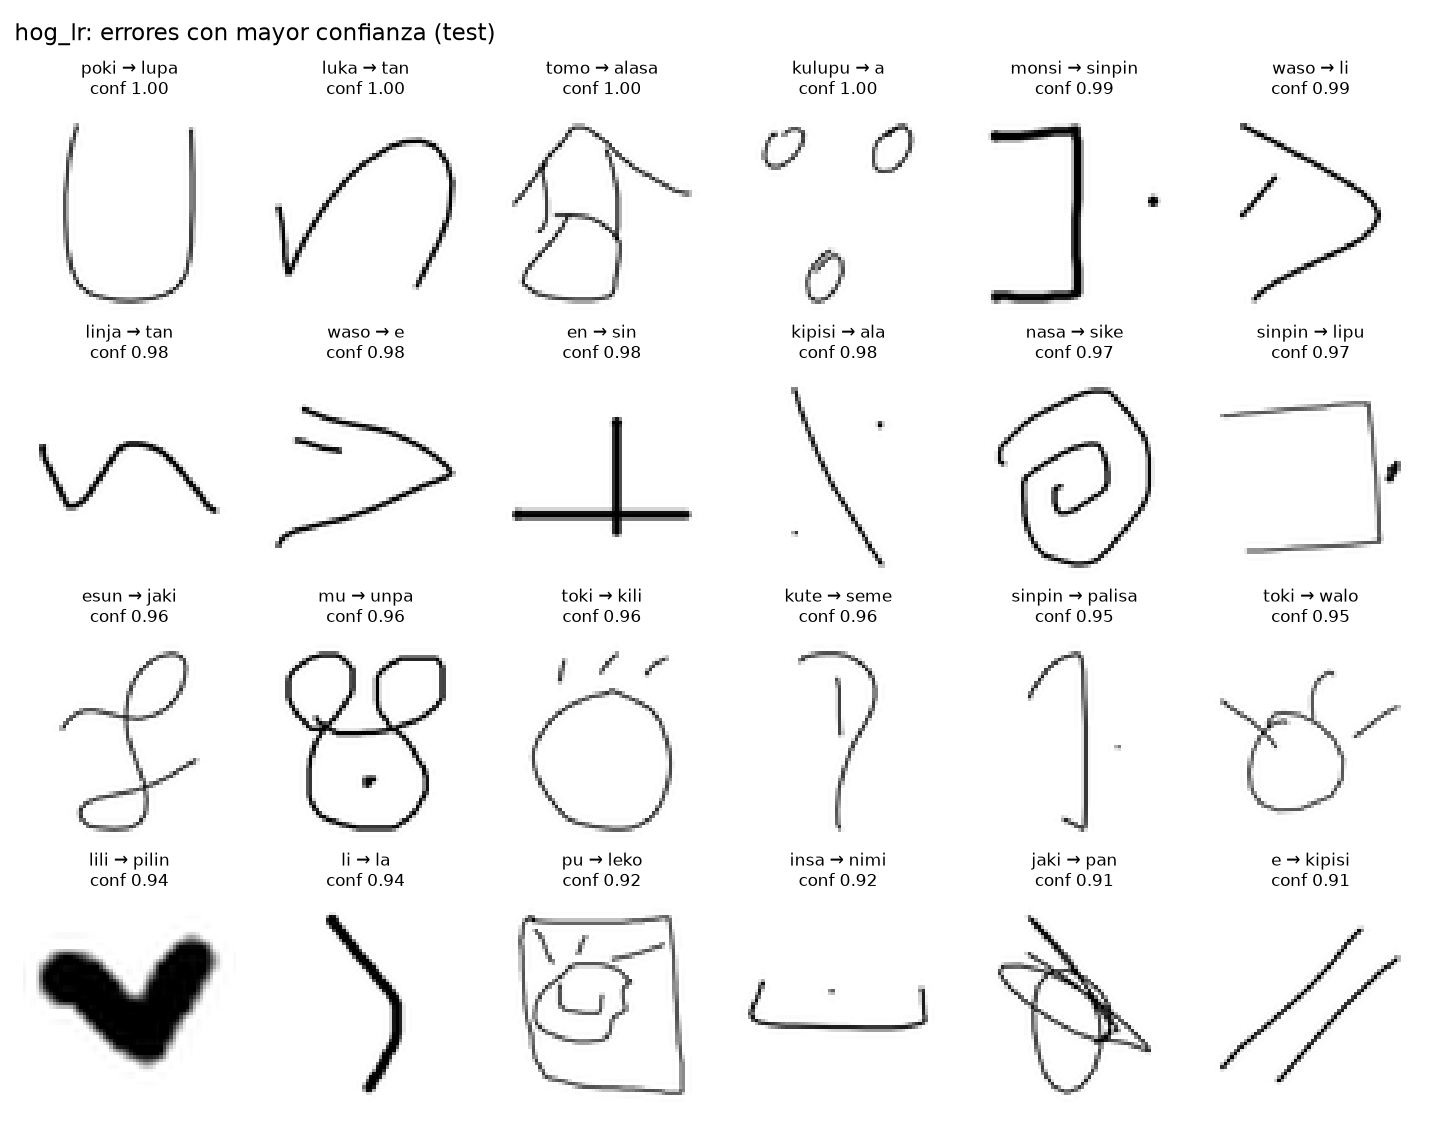 hog_lr: errores con mayor confianza (test)
poki → lupa
conf 1.00
luka → tan
conf 1.00
tomo → alasa
conf 1.00
kulupu → a
conf 1.00
monsi → sinpin
conf 0.99
waso → li
conf 0.99
linja → tan
conf 0.98
waso → e
conf 0.98
en → sin
conf 0.98
kipisi → ala
conf 0.98
nasa → sike
conf 0.97
sinpin → lipu
conf 0.97
esun → jaki
conf 0.96
mu → unpa
conf 0.96
toki → kili
conf 0.96
kute → seme
conf 0.96
sinpin → palisa
conf 0.95
toki → walo
conf 0.95
lili → pilin
conf 0.94
li → la
conf 0.94
pu → leko
conf 0.92
insa → nimi
conf 0.92
jaki → pan
conf 0.91
e → kipisi
conf 0.91